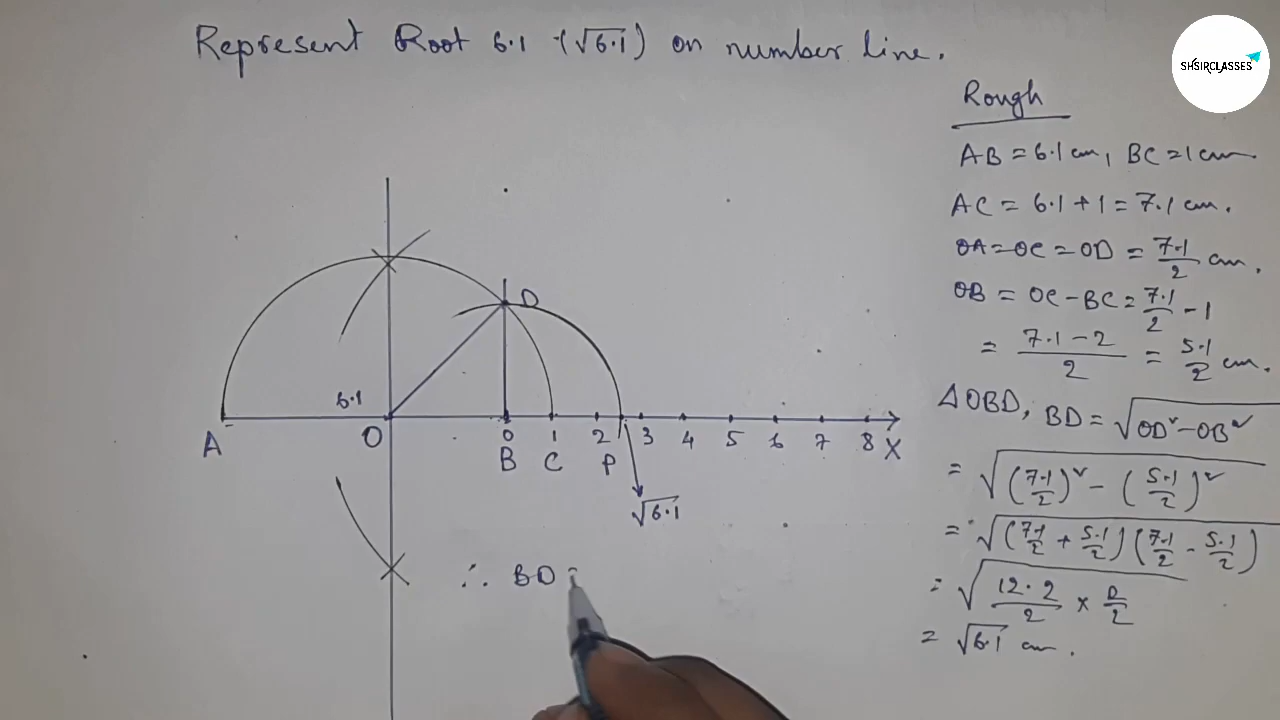 Represent Root 6.1 (√6.1) on number line.
SHSIRCLASSES
Rough
AB = 6.1 cm, BC = 1 cm.
AC = 6.1 + 1 = 7.1 cm.
OA = OC = OD = 7.1/2 cm.
OB = OC - BC = 7.1/2 - 1
= 7.1 - 2/2 = 5.1/2 cm.
△OBD, BD = √OD² - OB²
= √(7.1/2)² - (5.1/2)²
= √(7.1/2 + 5.1/2)(7.1/2 - 5.1/2)
= √12.2/2 × 2/2
= √6.1 cm.
D
6.1
A O 0 1 2 3 4 5 6 7 8 X
B C P
√6.1
∴ BD =